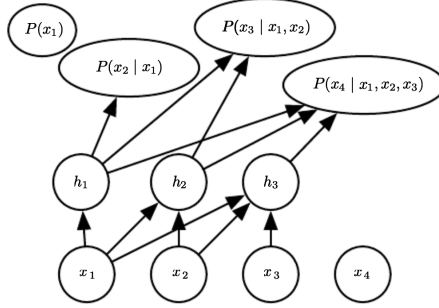 P(x₁)
P(x₃ | x₁, x₂)
P(x₂ | x₁)
P(x₄ | x₁, x₂, x₃)
h₁
h₂
h₃
x₁
x₂
x₃
x₄